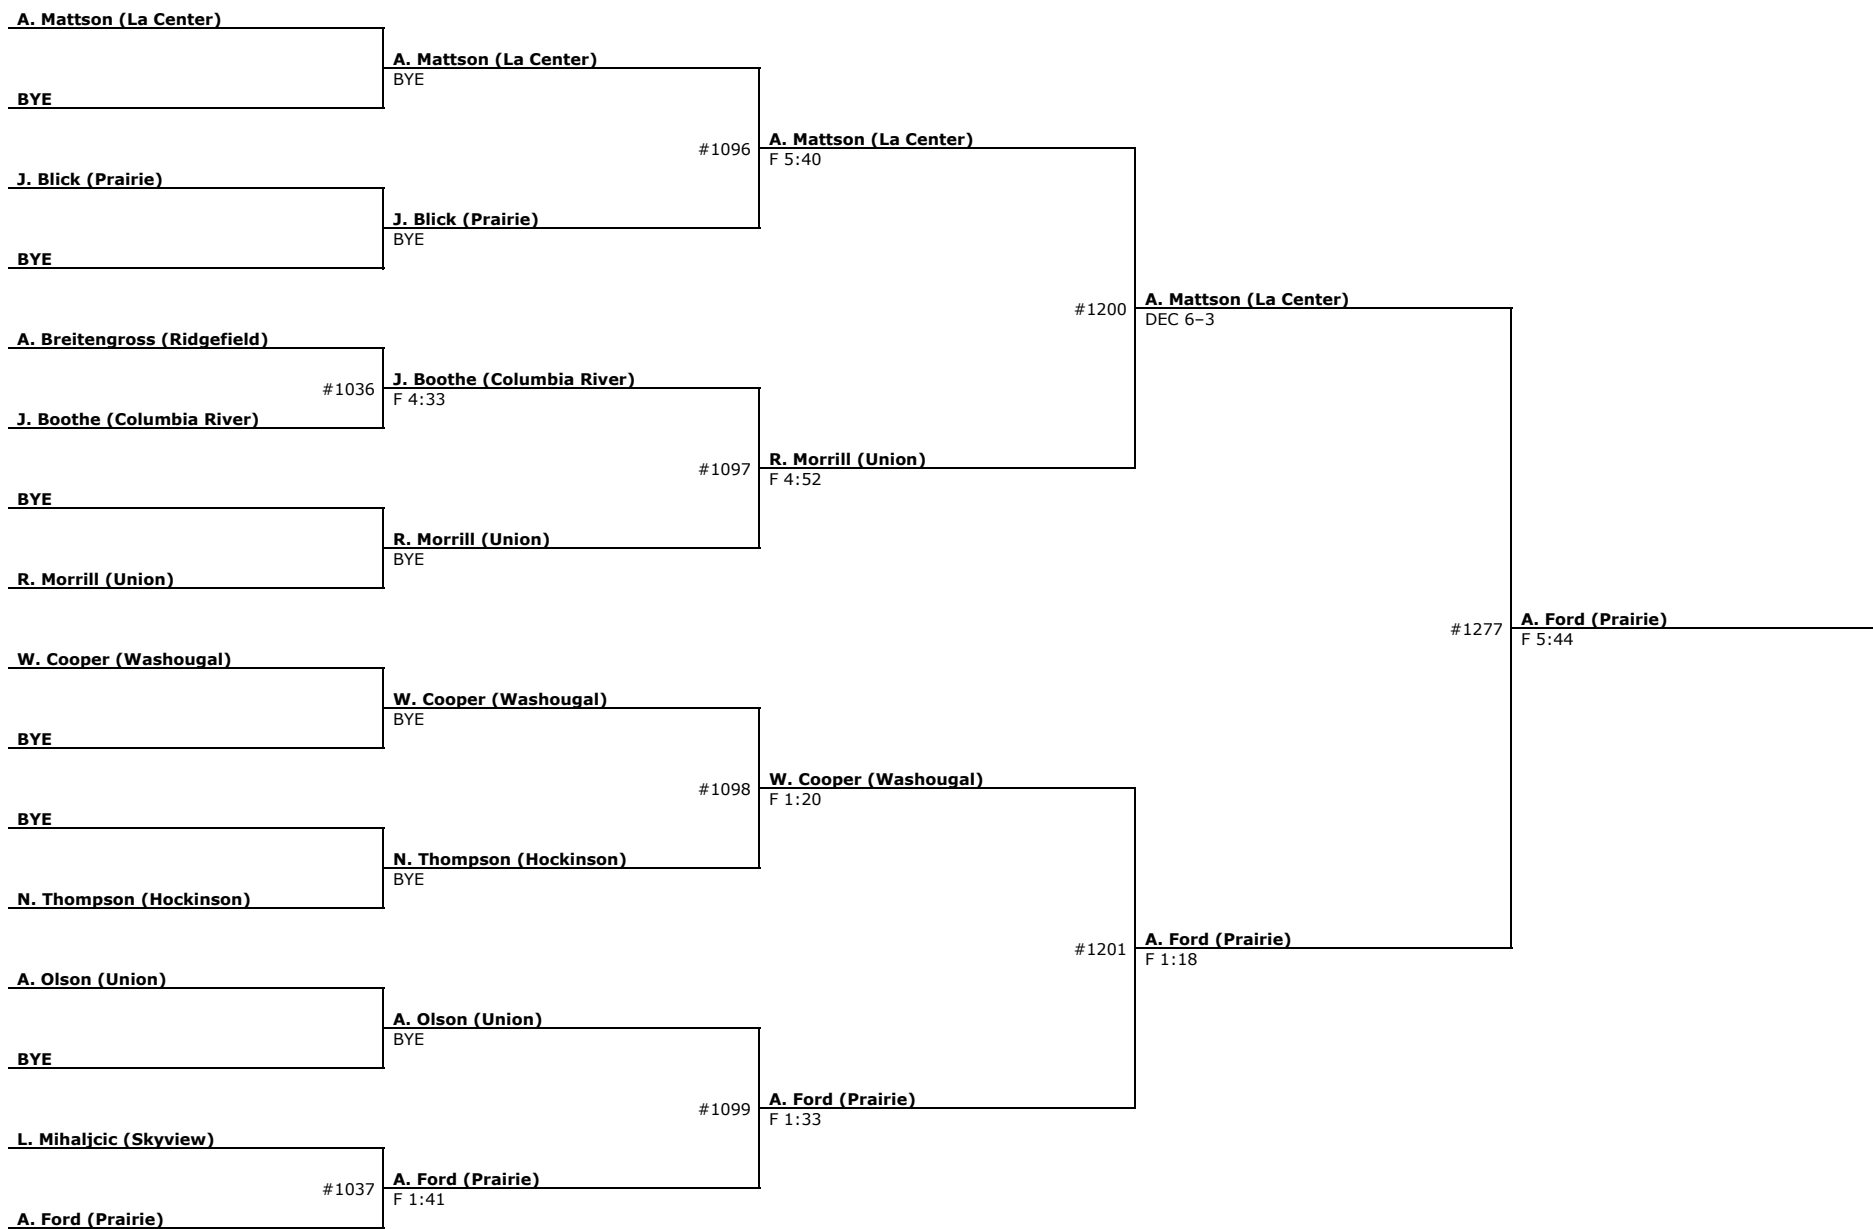 A. Mattson (La Center)
A. Mattson (La Center)
BYE
BYE
#1096
A. Mattson (La Center)
F 5:40
J. Blick (Prairie)
J. Blick (Prairie)
BYE
BYE
#1200
A. Mattson (La Center)
DEC 6–3
A. Breitengross (Ridgefield)
#1036
J. Boothe (Columbia River)
F 4:33
J. Boothe (Columbia River)
#1097
R. Morrill (Union)
F 4:52
BYE
R. Morrill (Union)
BYE
R. Morrill (Union)
#1277
A. Ford (Prairie)
F 5:44
W. Cooper (Washougal)
W. Cooper (Washougal)
BYE
BYE
#1098
W. Cooper (Washougal)
F 1:20
BYE
N. Thompson (Hockinson)
BYE
N. Thompson (Hockinson)
#1201
A. Ford (Prairie)
F 1:18
A. Olson (Union)
A. Olson (Union)
BYE
BYE
#1099
A. Ford (Prairie)
F 1:33
L. Mihaljcic (Skyview)
#1037
A. Ford (Prairie)
F 1:41
A. Ford (Prairie)